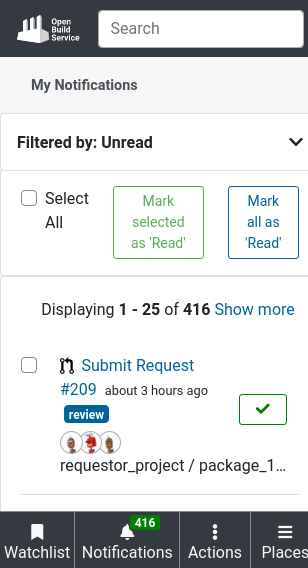 Open
Build
Service
Search
My Notifications
Filtered by: Unread
Select
All
Mark
selected
as 'Read'
Mark
all as
'Read'
Displaying 1 - 25 of 416 Show more
Submit Request
#209 about 3 hours ago
review
requestor_project / package_1...
416
Watchlist
Notifications
Actions
Places